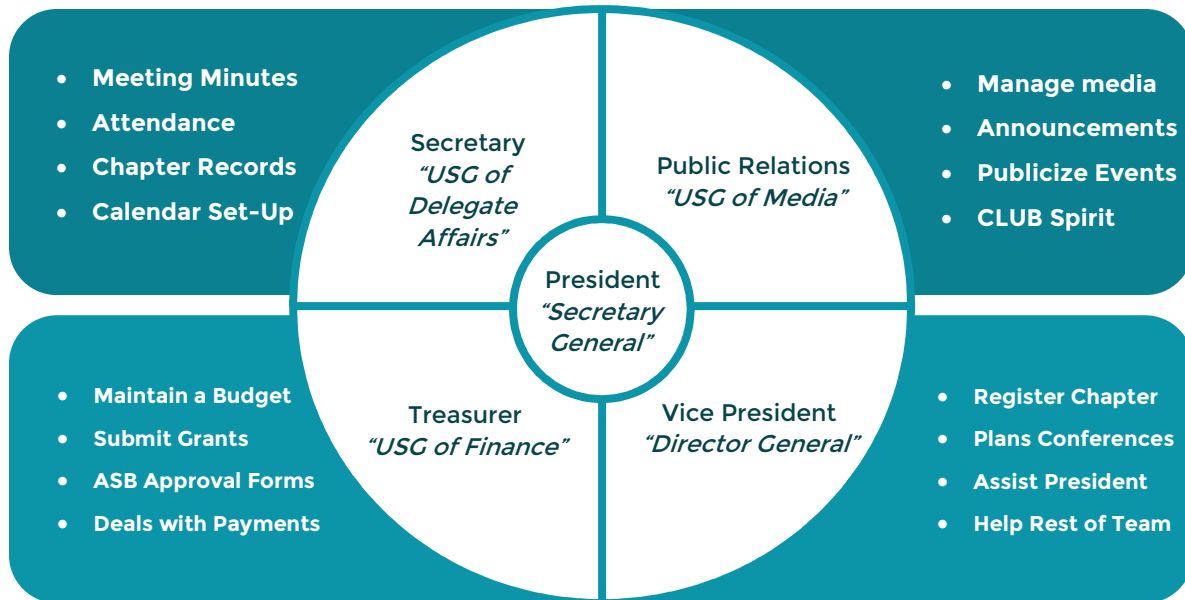 • Meeting Minutes
• Attendance
• Chapter Records
• Calendar Set-Up
Secretary
“USG of
Delegate
Affairs”
Public Relations
“USG of Media”
• Manage media
• Announcements
• Publicize Events
• CLUB Spirit
President
“Secretary
General”
• Maintain a Budget
• Submit Grants
• ASB Approval Forms
• Deals with Payments
Treasurer
“USG of Finance”
Vice President
“Director General”
• Register Chapter
• Plans Conferences
• Assist President
• Help Rest of Team